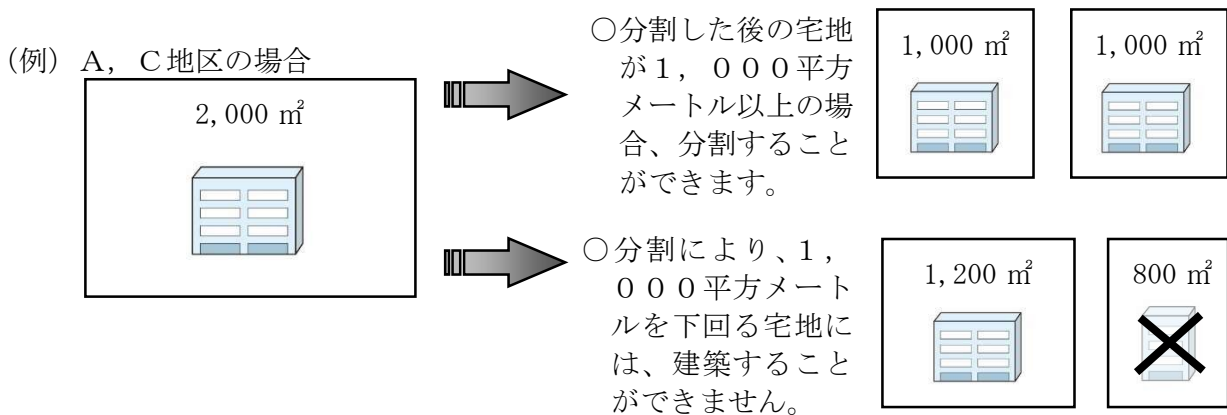 （例）Ａ，Ｃ地区の場合
2,000 ㎡
○分割した後の宅地
が１，０００平方
メートル以上の場
合、分割すること
ができます。
1,000 ㎡
1,000 ㎡
○分割により、１，
０００平方メート
ルを下回る宅地に
は、建築すること
ができません。
1,200 ㎡
800 ㎡